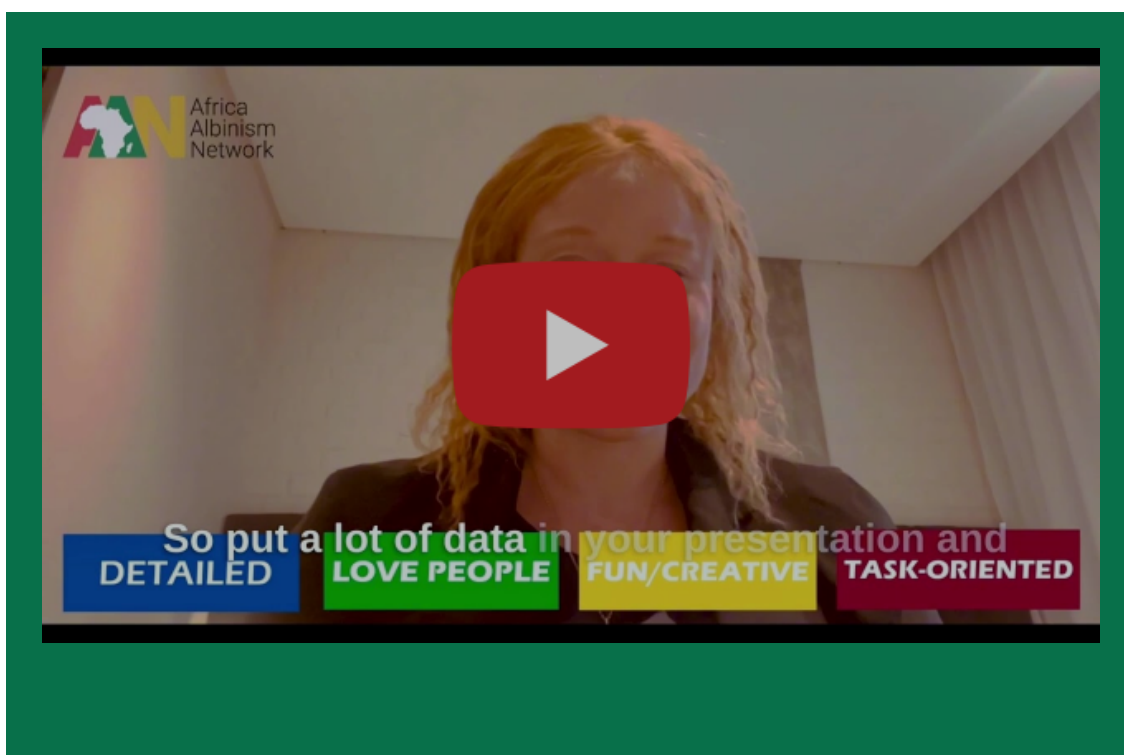 AAN
Africa
Albinism
Network
So put a lot of data in your presentation and
DETAILED
LOVE PEOPLE
FUN/CREATIVE
TASK-ORIENTED